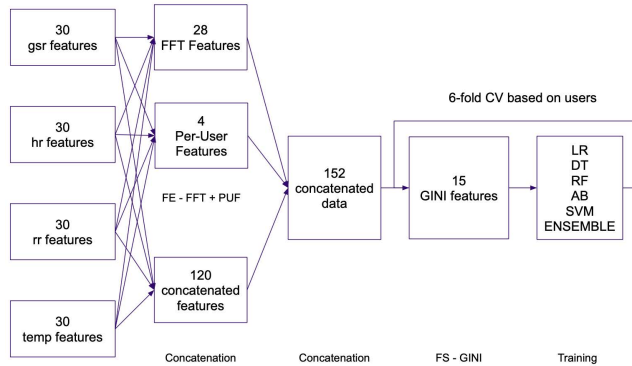 30
gsr features
30
hr features
30
rr features
30
temp features
28
FFT Features
4
Per-User
Features
FE - FFT + PUF
120
concatenated
features
Concatenation
152
concatenated
data
Concatenation
6-fold CV based on users
15
GINI features
FS - GINI
LR
DT
RF
AB
SVM
ENSEMBLE
Training